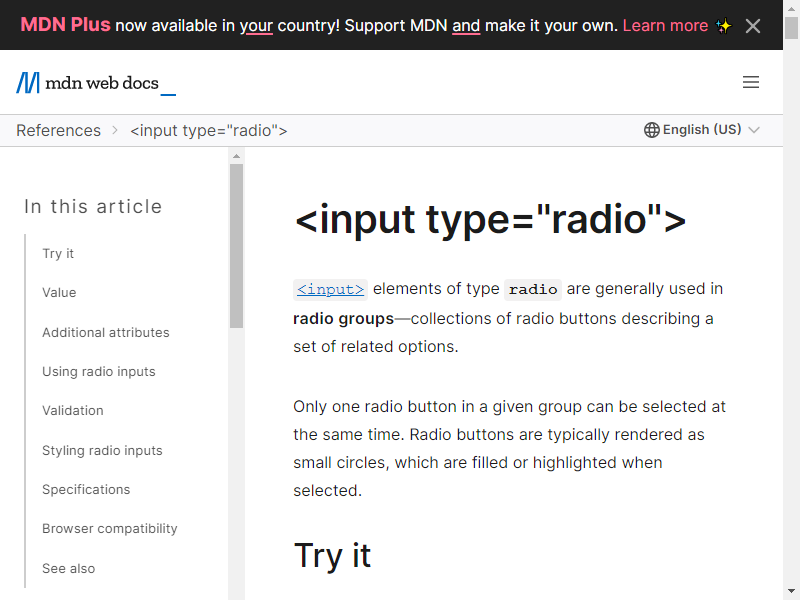 MDN Plus now available in your country! Support MDN and make it your own. Learn more ✨
mdn web docs_
References > <input type="radio">
English (US)
In this article
Try it
Value
Additional attributes
Using radio inputs
Validation
Styling radio inputs
Specifications
Browser compatibility
See also
<input type="radio">
<input> elements of type radio are generally used in
radio groups—collections of radio buttons describing a
set of related options.
Only one radio button in a given group can be selected at
the same time. Radio buttons are typically rendered as
small circles, which are filled or highlighted when
selected.
Try it